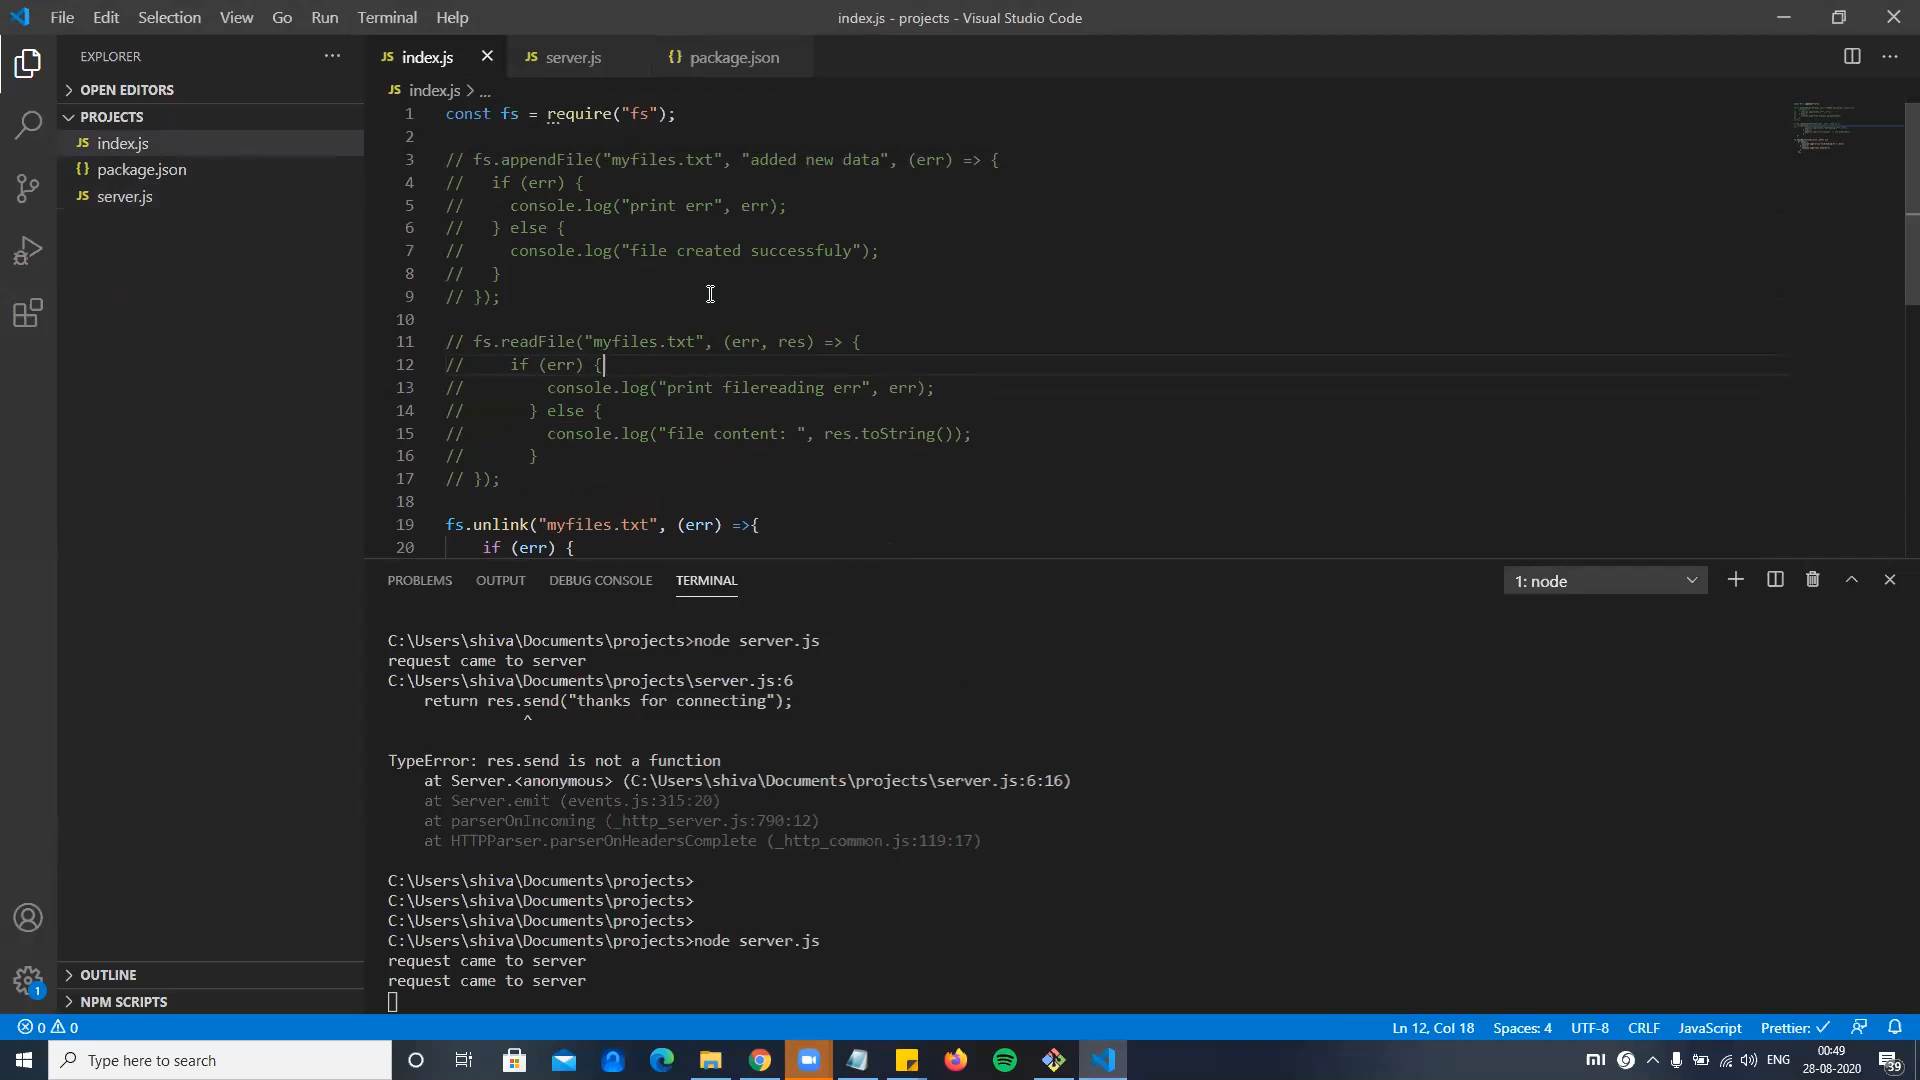 File Edit Selection View Go Run Terminal Help
index.js - projects - Visual Studio Code
EXPLORER
OPEN EDITORS
PROJECTS
JS index.js
{} package.json
JS server.js
OUTLINE
NPM SCRIPTS
JS index.js
JS server.js
{} package.json
JS index.js > ...
1 const fs = require("fs");
2
3 // fs.appendFile("myfiles.txt", "added new data", (err) => {
4 //   if (err) {
5 //     console.log("print err", err);
6 //   } else {
7 //     console.log("file created successfuly");
8 //   }
9 // });
10
11 // fs.readFile("myfiles.txt", (err, res) => {
12 //     if (err) {
13 //         console.log("print filereading err", err);
14 //       } else {
15 //         console.log("file content: ", res.toString());
16 //       }
17 // });
18
19 fs.unlink("myfiles.txt", (err) =>{
20     if (err) {
PROBLEMS OUTPUT DEBUG CONSOLE TERMINAL
1: node
C:\Users\shiva\Documents\projects>node server.js
request came to server
C:\Users\shiva\Documents\projects\server.js:6
    return res.send("thanks for connecting");
               ^
TypeError: res.send is not a function
    at Server.<anonymous> (C:\Users\shiva\Documents\projects\server.js:6:16)
    at Server.emit (events.js:315:20)
    at parserOnIncoming (_http_server.js:790:12)
    at HTTPParser.parserOnHeadersComplete (_http_common.js:119:17)
C:\Users\shiva\Documents\projects>
C:\Users\shiva\Documents\projects>
C:\Users\shiva\Documents\projects>
C:\Users\shiva\Documents\projects>node server.js
request came to server
request came to server
1
0 0
Ln 12, Col 18 Spaces: 4 UTF-8 CRLF JavaScript Prettier: ✓
Type here to search
ENG
00:49
28-08-2020
39